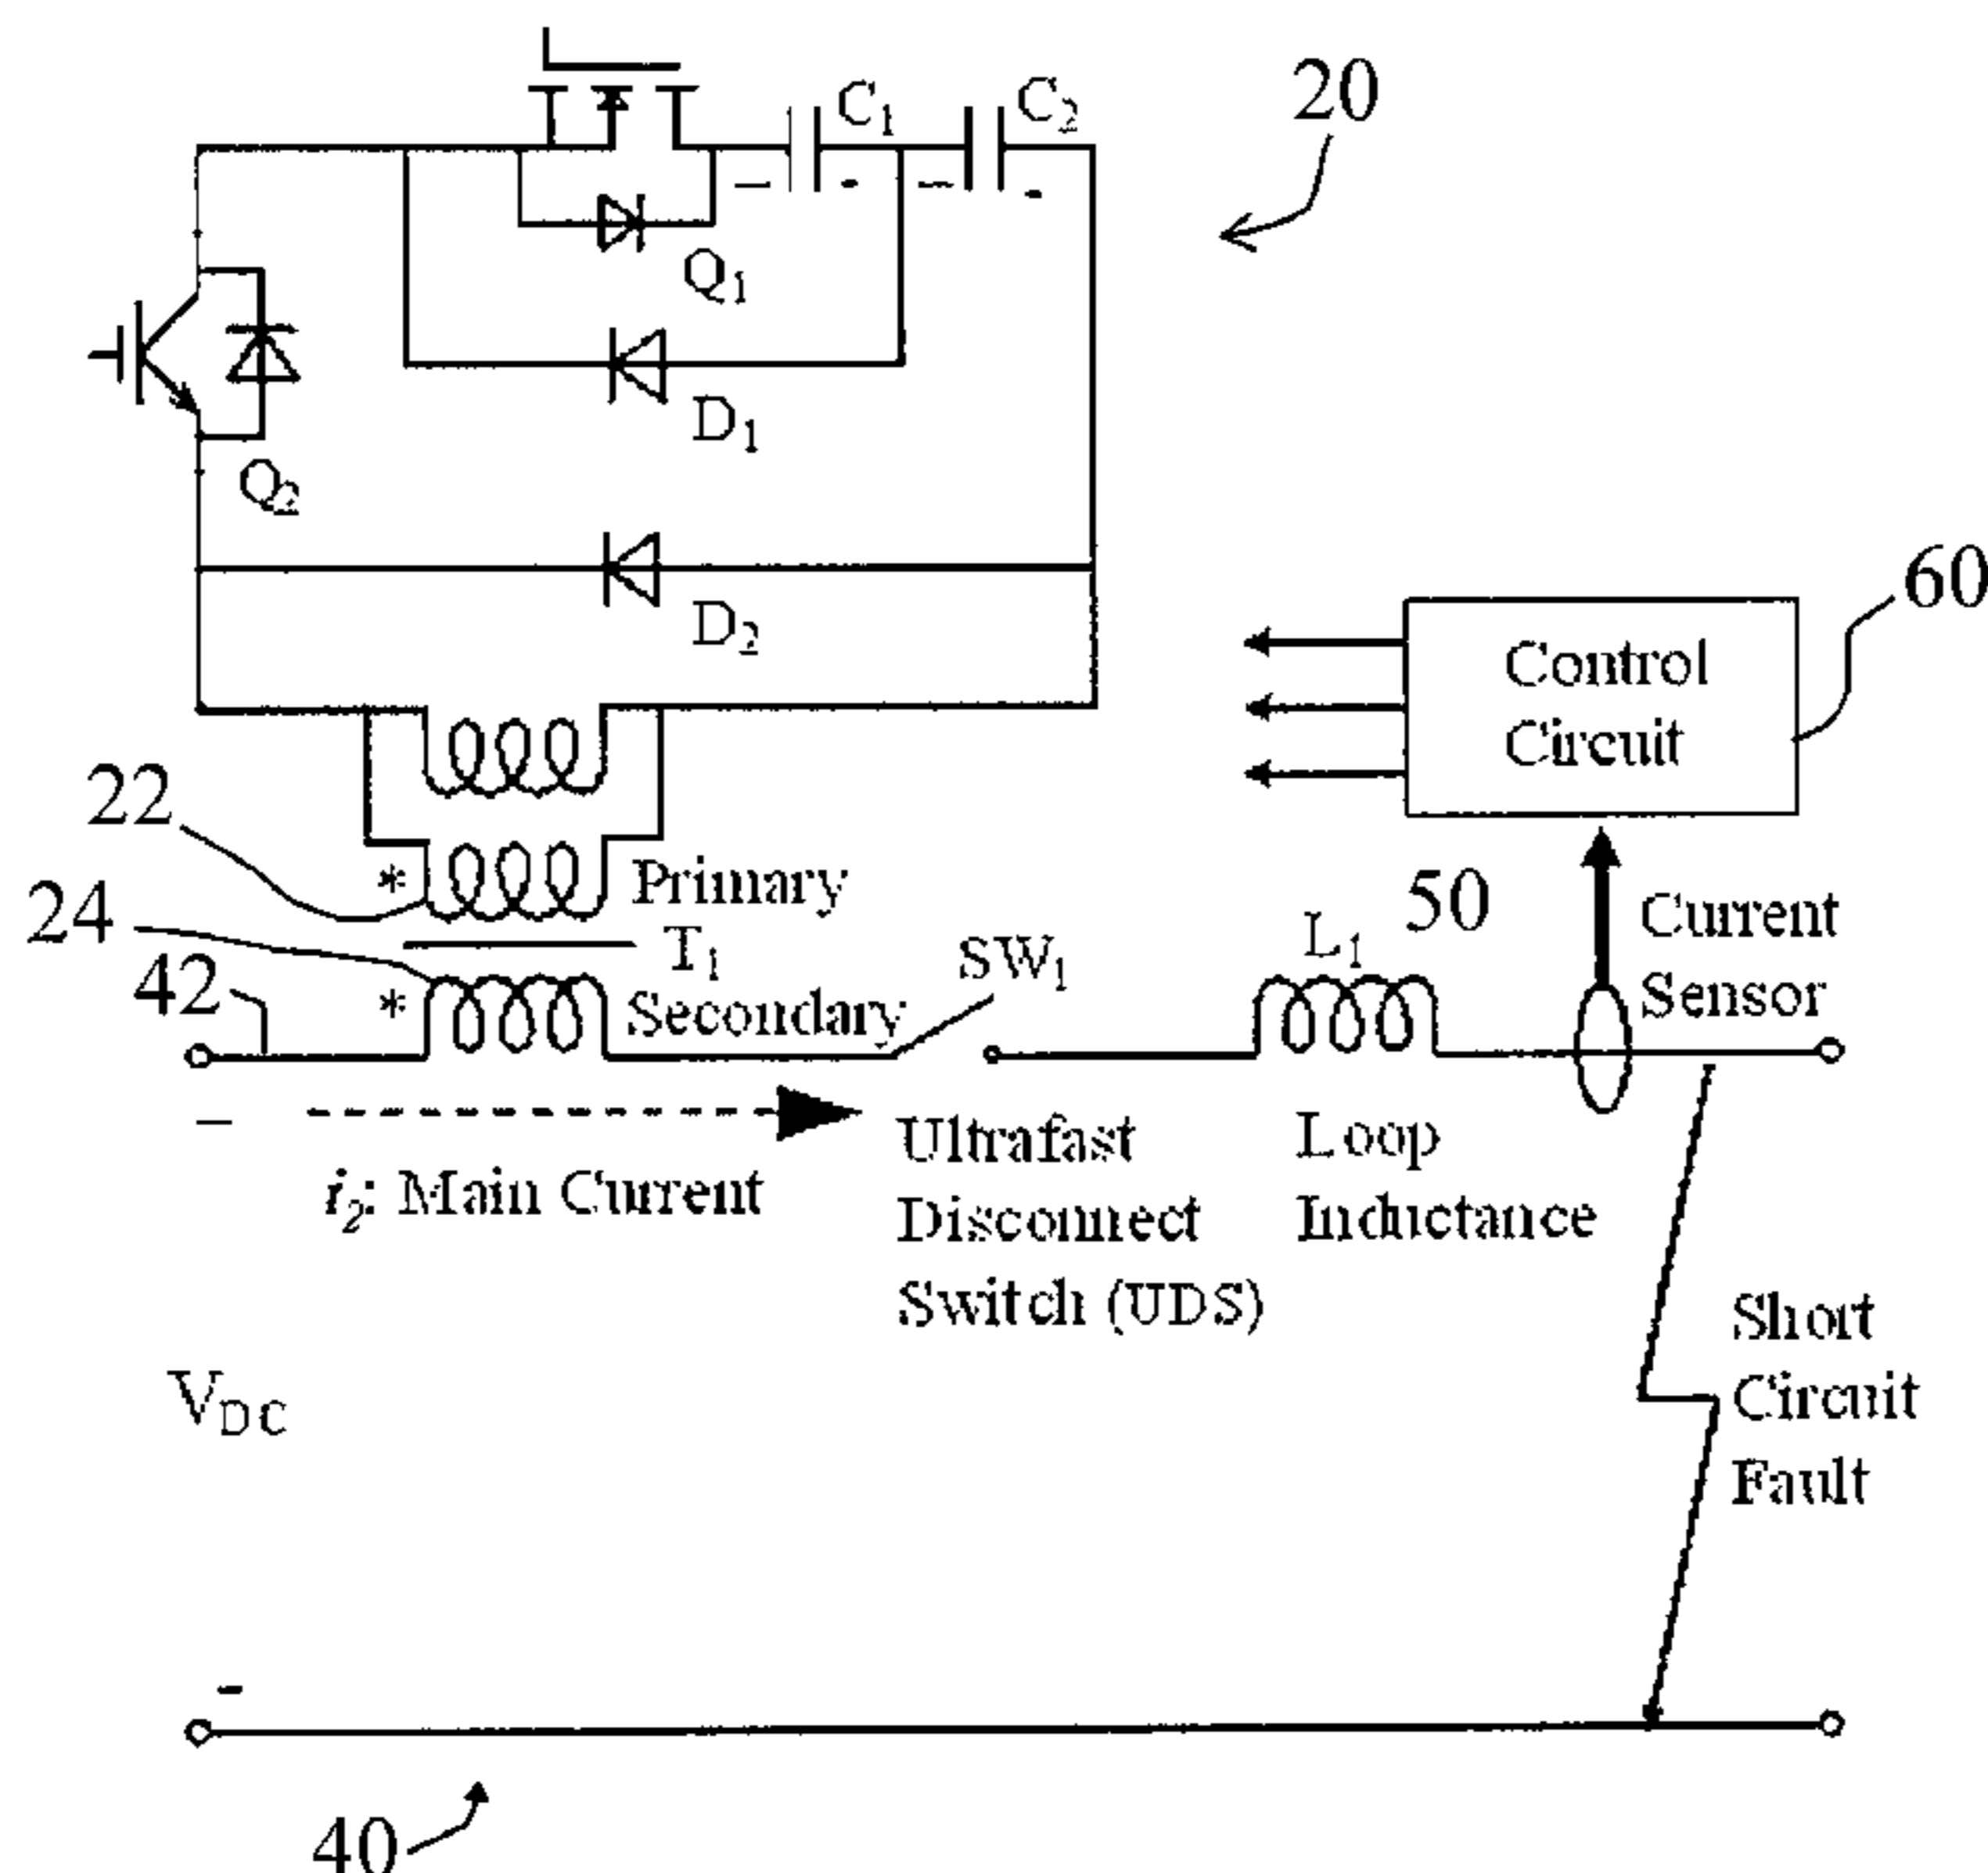 C1
C2
20
Q1
D1
Q2
D2
60
Control
Circuit
22
24
42
* Primary
T1
* Secondary
SW1
L1
50
Current
Sensor
i2: Main Current
Ultrafast
Disconnect
Switch (UDS)
Loop
Inductance
VDC
Short
Circuit
Fault
40